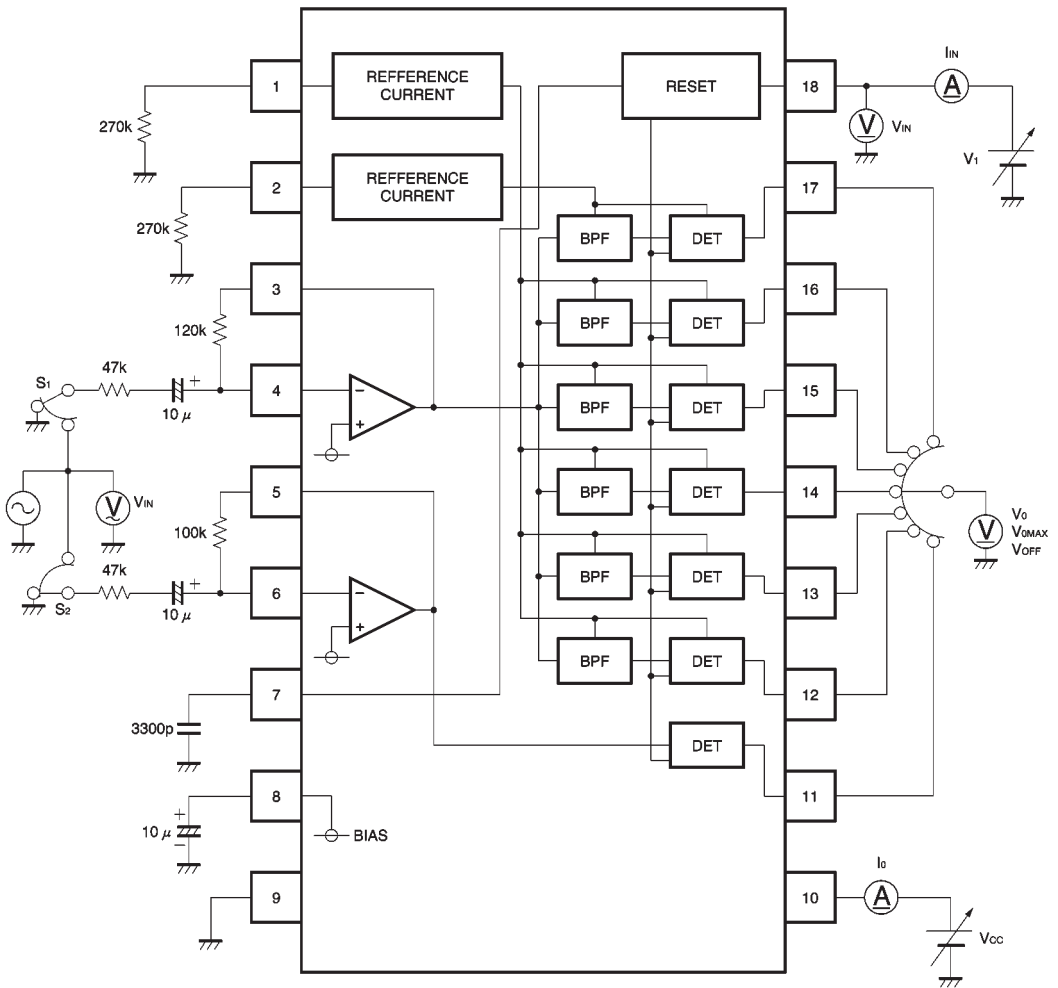 1
REFFERENCE
CURRENT
RESET
18
IIN
A
270k
V
VIN
V1
2
REFFERENCE
CURRENT
17
270k
BPF
DET
3
16
120k
BPF
DET
47k
S1
+
10 μ
4
−
+
BPF
DET
15
5
BPF
DET
14
V
VIN
100k
V
V0
V0MAX
VOFF
47k
S2
+
10 μ
6
−
+
BPF
DET
13
7
BPF
DET
12
3300p
DET
8
11
+
10 μ
−
BIAS
9
10
I0
A
VCC